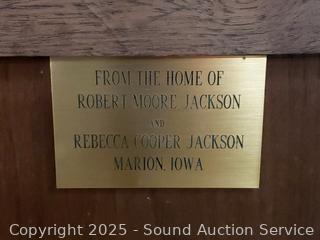 FROM THE HOME OF
ROBERT MOORE JACKSON
AND
REBECCA COOPER JACKSON
MARION, IOWA
Copyright 2025 - Sound Auction Service